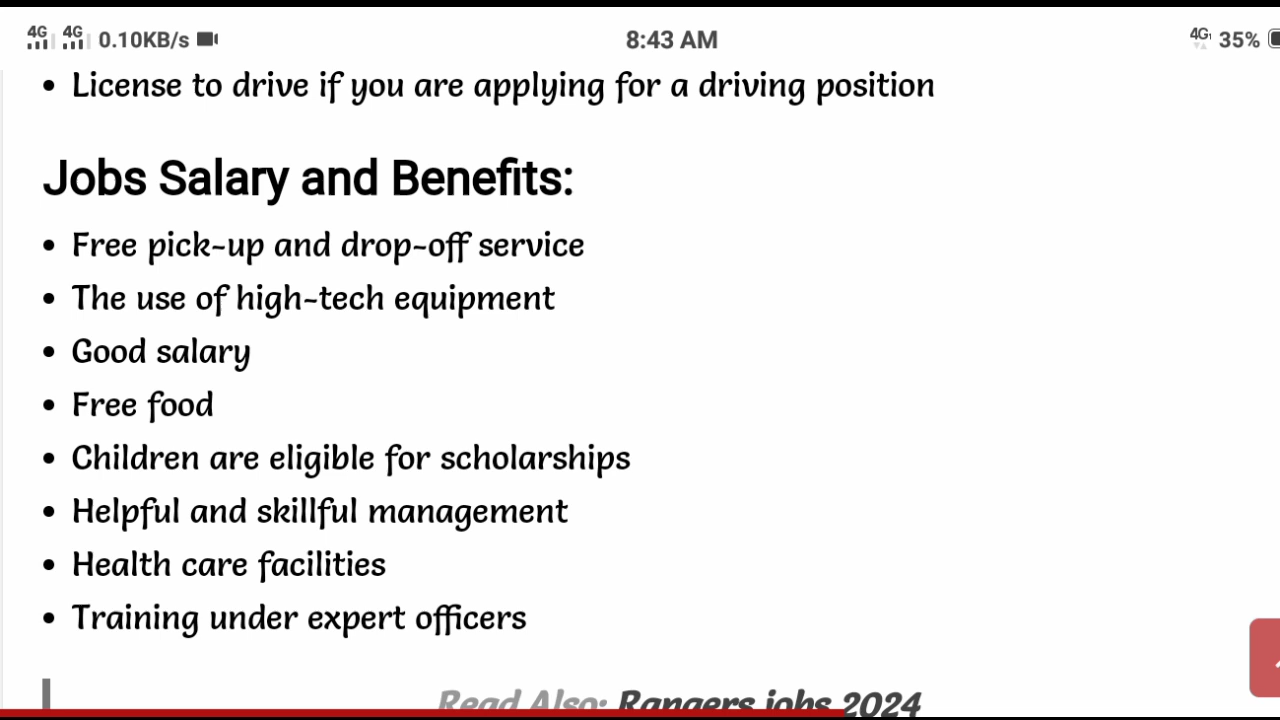 4G 4G 0.10KB/s 8:43 AM 4G 35%
• License to drive if you are applying for a driving position
Jobs Salary and Benefits:
• Free pick-up and drop-off service
• The use of high-tech equipment
• Good salary
• Free food
• Children are eligible for scholarships
• Helpful and skillful management
• Health care facilities
• Training under expert officers
Read Also: Rangers jobs 2024